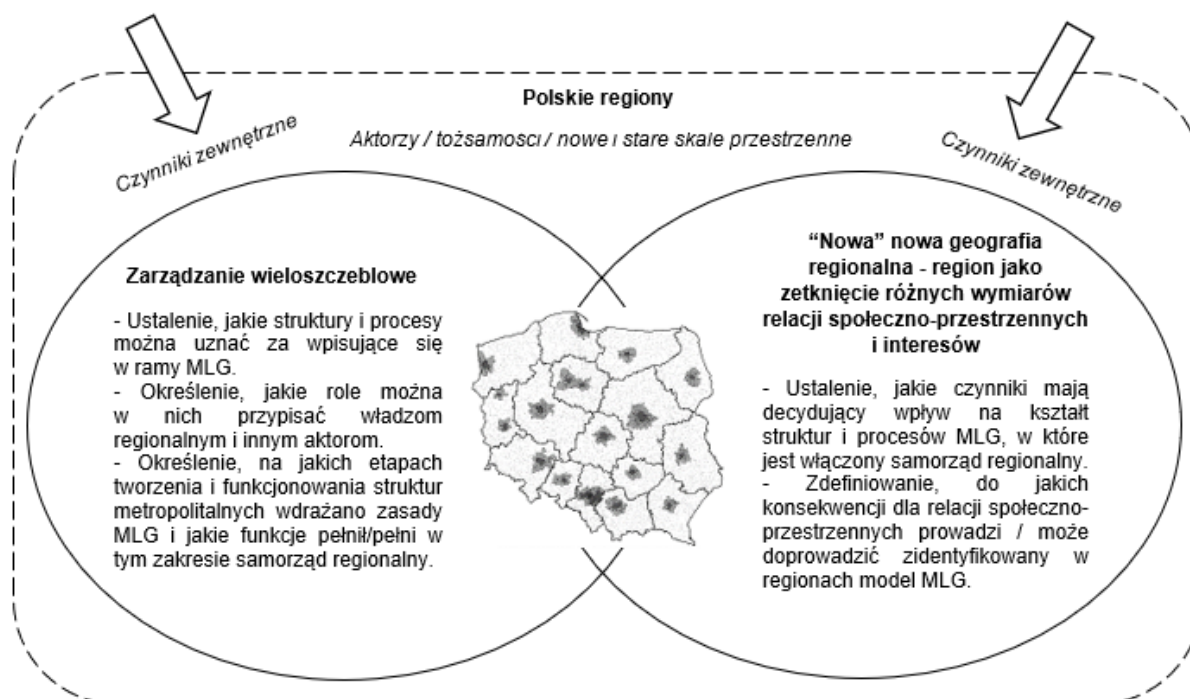 Polskie regiony
Aktorzy / tożsamosci / nowe i stare skale przestrzenne
Czynniki zewnętrzne
Czynniki zewnętrzne
Zarządzanie wieloszczeblowe
- Ustalenie, jakie struktury i procesy
można uznać za wpisujące się
w ramy MLG.
- Określenie, jakie role można
w nich przypisać władzom
regionalnym i innym aktorom.
- Określenie, na jakich etapach
tworzenia i funkcjonowania struktur
metropolitalnych wdrażano zasady
MLG i jakie funkcje pełnił/pełni w
tym zakresie samorząd regionalny.
“Nowa” nowa geografia
regionalna - region jako
zetknięcie różnych wymiarów
relacji społeczno-przestrzennych
i interesów
- Ustalenie, jakie czynniki mają
decydujący wpływ na kształt
struktur i procesów MLG, w które
jest włączony samorząd regionalny.
- Zdefiniowanie, do jakich
konsekwencji dla relacji społeczno-
przestrzennych prowadzi / może
doprowadzić zidentyfikowany w
regionach model MLG.